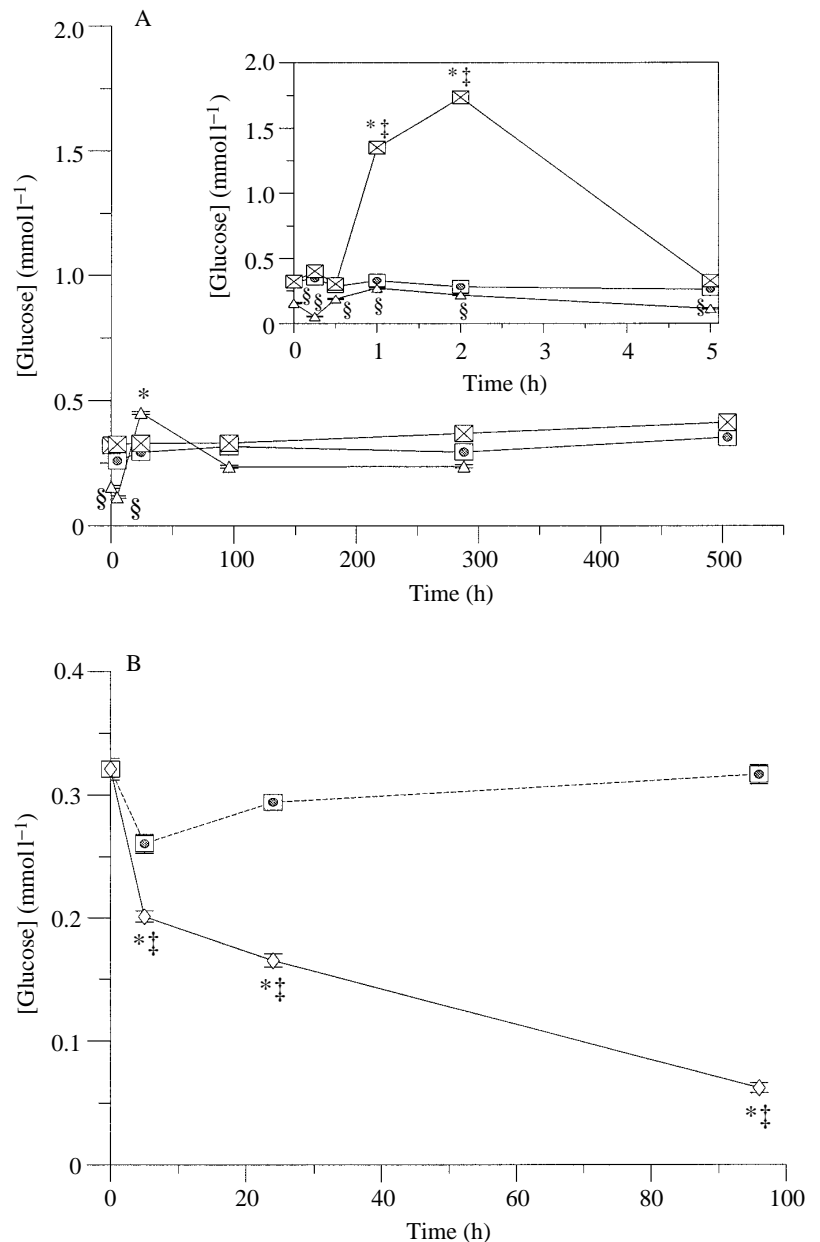 A
2.0
1.5
1.0
0.5
0
[Glucose] (mmol l⁻¹)
0 100 200 300 400 500
Time (h)
2.0
1.5
1.0
0.5
0
[Glucose] (mmol l⁻¹)
0 1 2 3 4 5
Time (h)
*‡
*‡
§ § § § § §
*
§ §
B
0.4
0.3
0.2
0.1
0
[Glucose] (mmol l⁻¹)
*‡
*‡
*‡
0 20 40 60 80 100
Time (h)